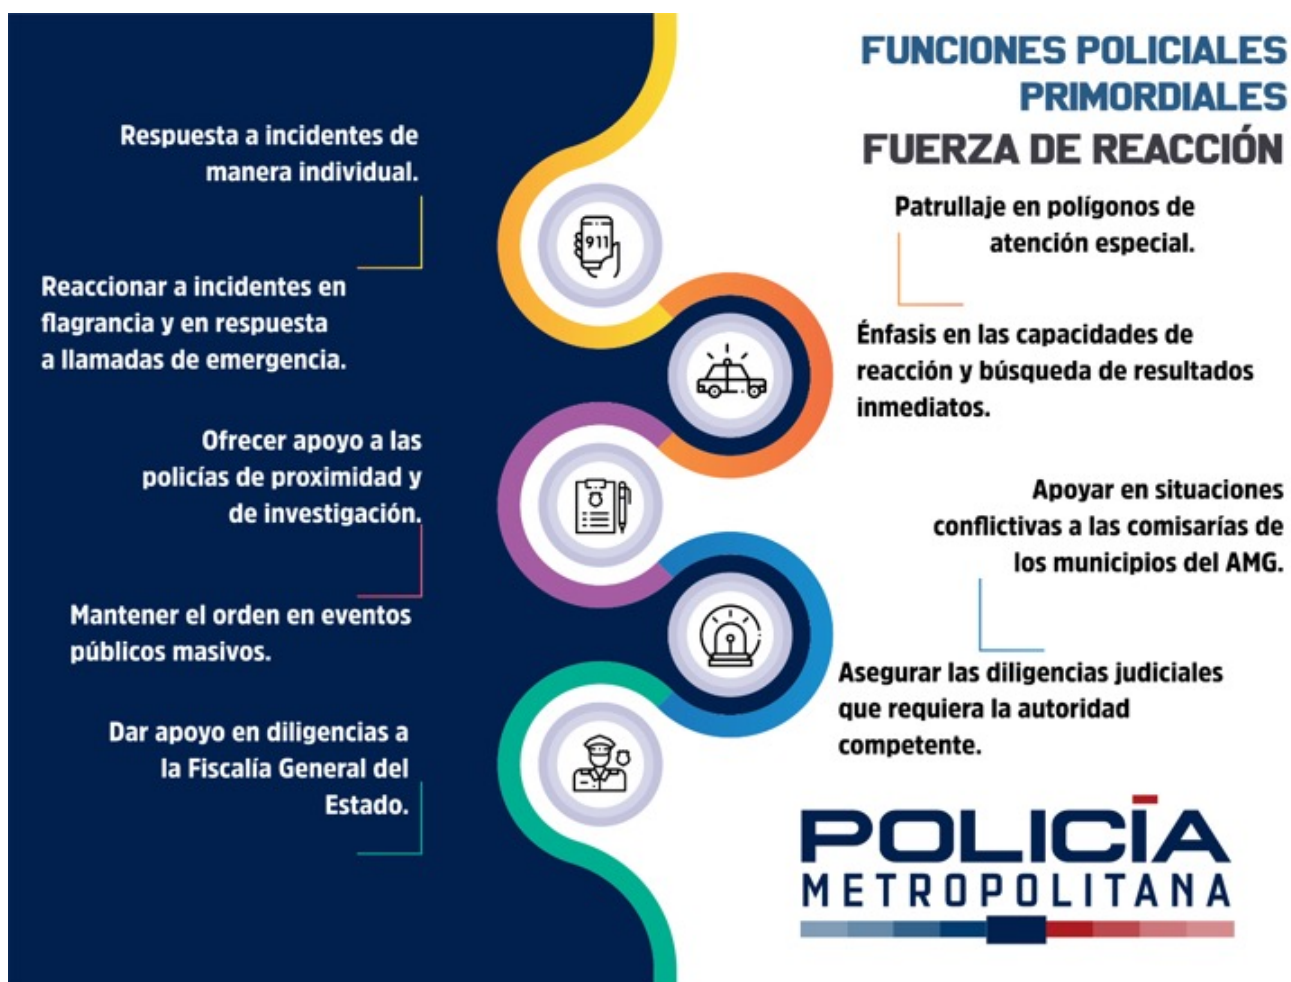 FUNCIONES POLICIALES
PRIMORDIALES
FUERZA DE REACCIÓN
Respuesta a incidentes de
manera individual.
911
Reaccionar a incidentes en
flagrancia y en respuesta
a llamadas de emergencia.
Patrullaje en polígonos de
atención especial.
Énfasis en las capacidades de
reacción y búsqueda de resultados
inmediatos.
Ofrecer apoyo a las
policías de proximidad y
de investigación.
Mantener el orden en eventos
públicos masivos.
Apoyar en situaciones
conflictivas a las comisarías de
los municipios del AMG.
Asegurar las diligencias judiciales
que requiera la autoridad
competente.
Dar apoyo en diligencias a
la Fiscalía General del
Estado.
POLICÍA
METROPOLITANA